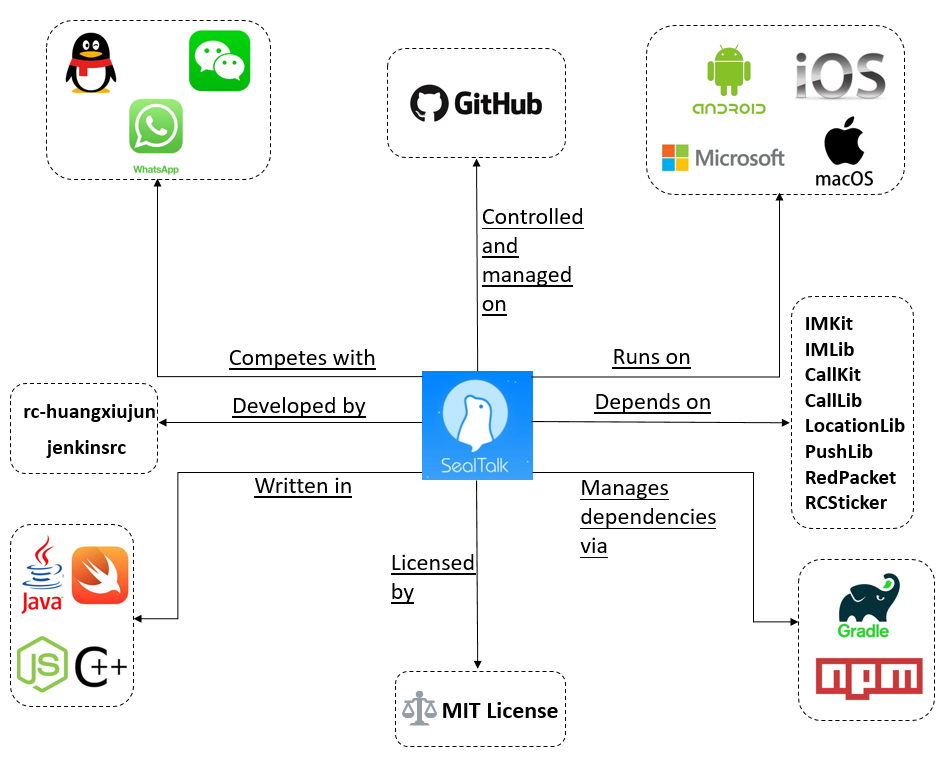 WhatsApp
GitHub
ANDROID
iOS
Microsoft
macOS
Controlled
and
managed
on
Competes with
Runs on
Developed by
Depends on
rc-huangxiujun
jenkinsrc
SealTalk
IMKit
IMLib
CallKit
CallLib
LocationLib
PushLib
RedPacket
RCSticker
Written in
Manages
dependencies
via
Licensed
by
Java
JS
C++
Gradle
npm
MIT License